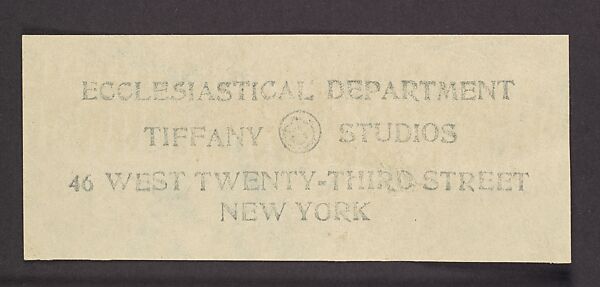 ECCLESIASTICAL DEPARTMENT
TIFFANY STUDIOS
46 WEST TWENTY-THIRD STREET
NEW YORK